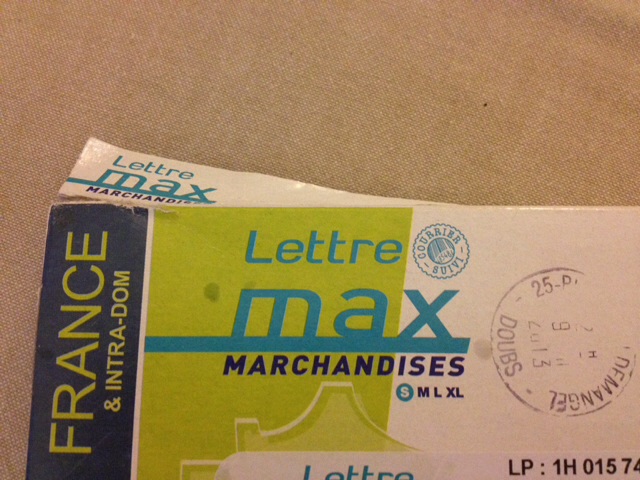 Lettre
max
MARCHANDISES
FRANCE
& INTRA-DOM
Lettre
COURRIER
SUIVI
max
MARCHANDISES
S M L XL
25-
2013
DOUBS
Lettre
LP : 1H 015 74